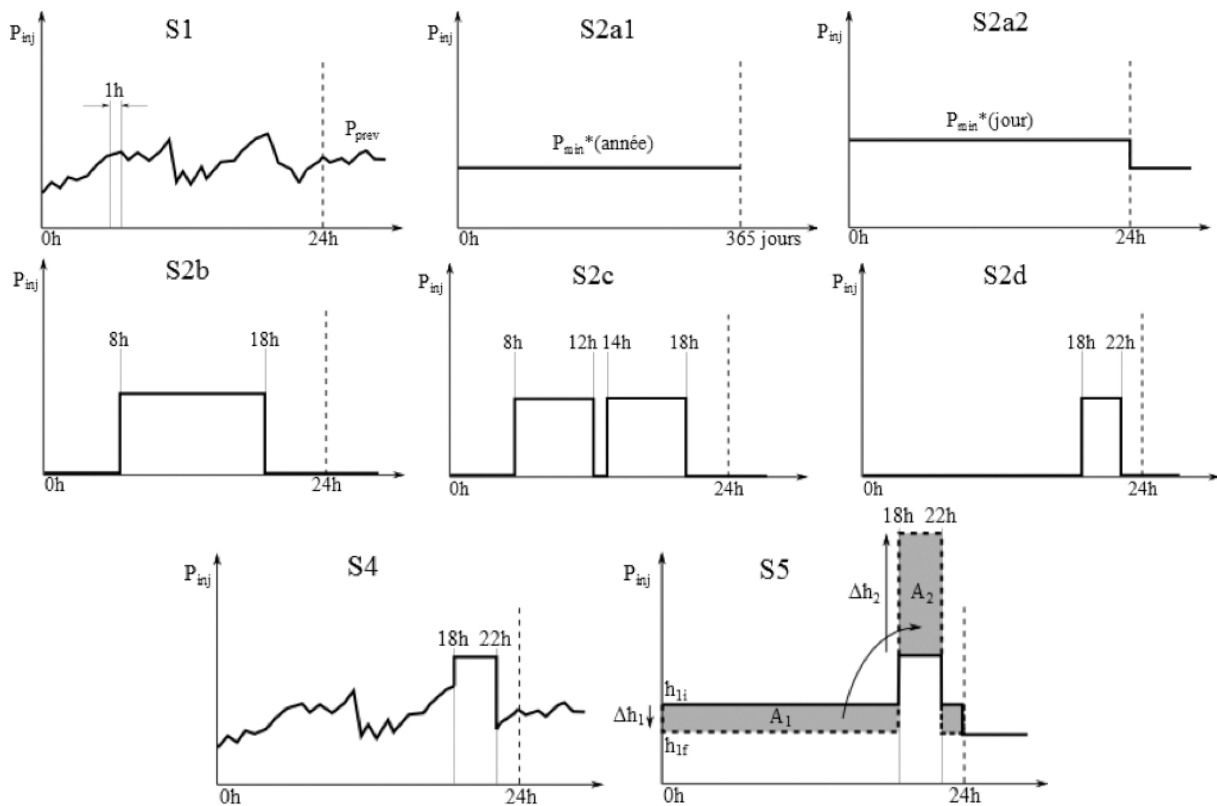 S1
P_inj
1h
P_prev
0h
24h
S2a1
P_inj
P_min*(année)
365 jours
S2a2
P_inj
P_min*(jour)
0h
24h
S2b
P_inj
8h
18h
0h
24h
S2c
P_inj
8h
12h
14h
18h
0h
24h
S2d
P_inj
18h
22h
0h
24h
S4
P_inj
18h
22h
0h
24h
S5
P_inj
18h
22h
Δh_2
A_2
h_1i
Δh_1
A_1
h_1f
0h
24h